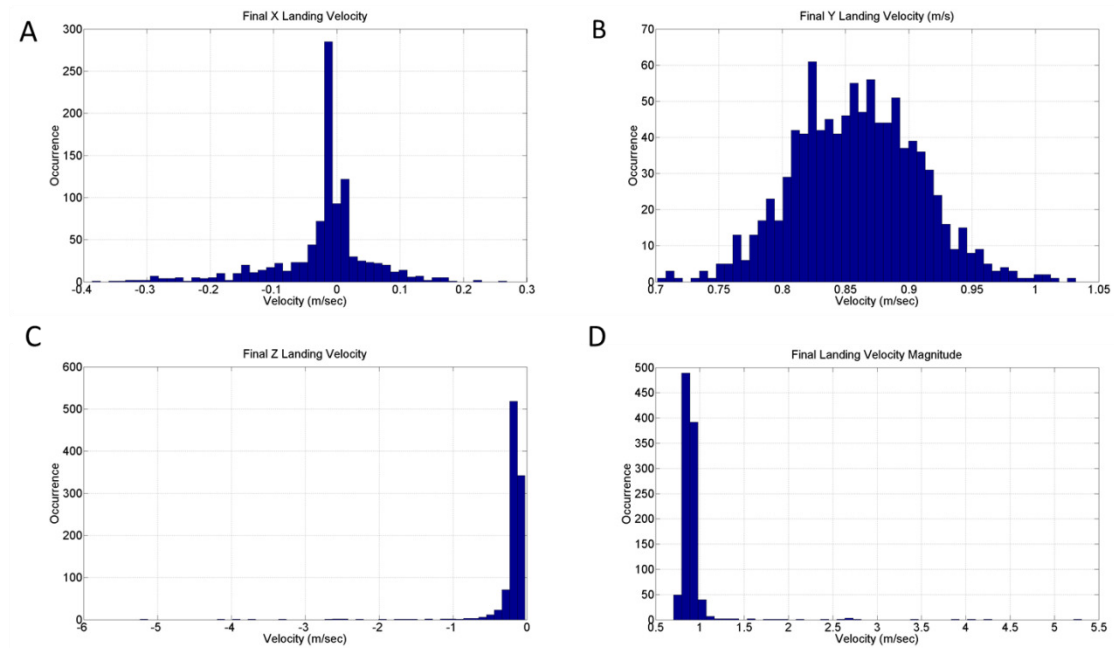 A
Final X Landing Velocity
300
250
200
150
100
50
0
Occurrence
-0.4 -0.3 -0.2 -0.1 0 0.1 0.2 0.3
Velocity (m/sec)
B
Final Y Landing Velocity (m/s)
70
60
50
40
30
20
10
0
Occurrence
0.7 0.75 0.8 0.85 0.9 0.95 1 1.05
Velocity (m/sec)
C
Final Z Landing Velocity
600
500
400
300
200
100
0
Occurrence
-6 -5 -4 -3 -2 -1 0
Velocity (m/sec)
D
Final Landing Velocity Magnitude
500
450
400
350
300
250
200
150
100
50
0
Occurrence
0.5 1 1.5 2 2.5 3 3.5 4 4.5 5 5.5
Velocity (m/sec)